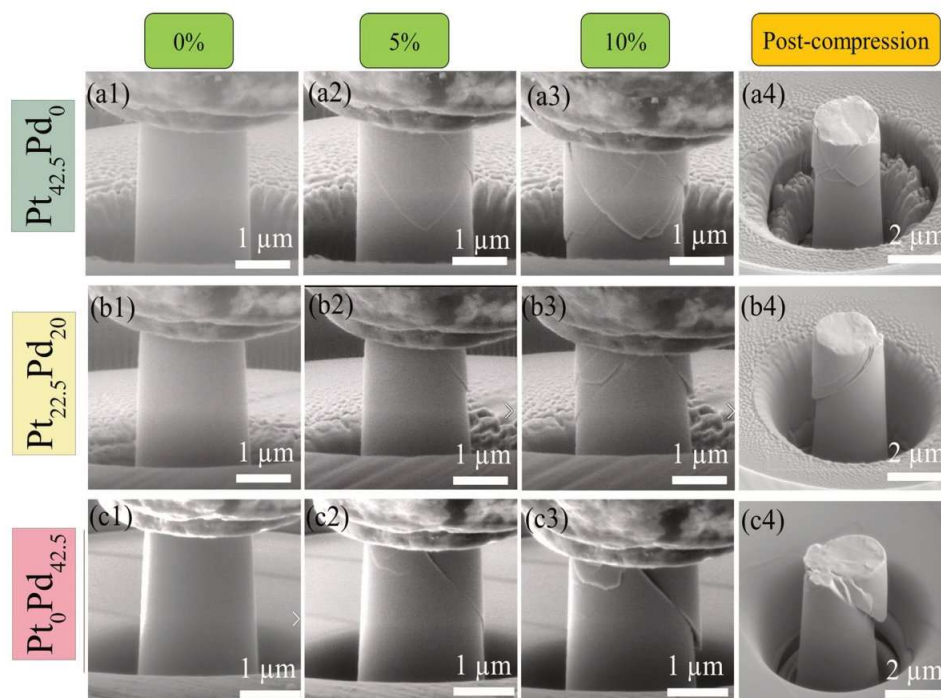 0% 5% 10% Post-compression
Pt42.5Pd0
(a1) (a2) (a3) (a4)
1 µm 1 µm 1 µm 2 µm
Pt22.5Pd20
(b1) (b2) (b3) (b4)
1 µm 1 µm 1 µm 2 µm
Pt0Pd42.5
(c1) (c2) (c3) (c4)
1 µm 1 µm 1 µm 2 µm